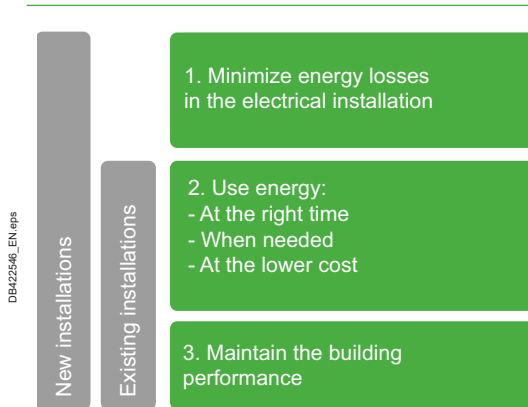 DB422546_EN.eps
New installations
Existing installations
1. Minimize energy losses
in the electrical installation
2. Use energy:
- At the right time
- When needed
- At the lower cost
3. Maintain the building
performance